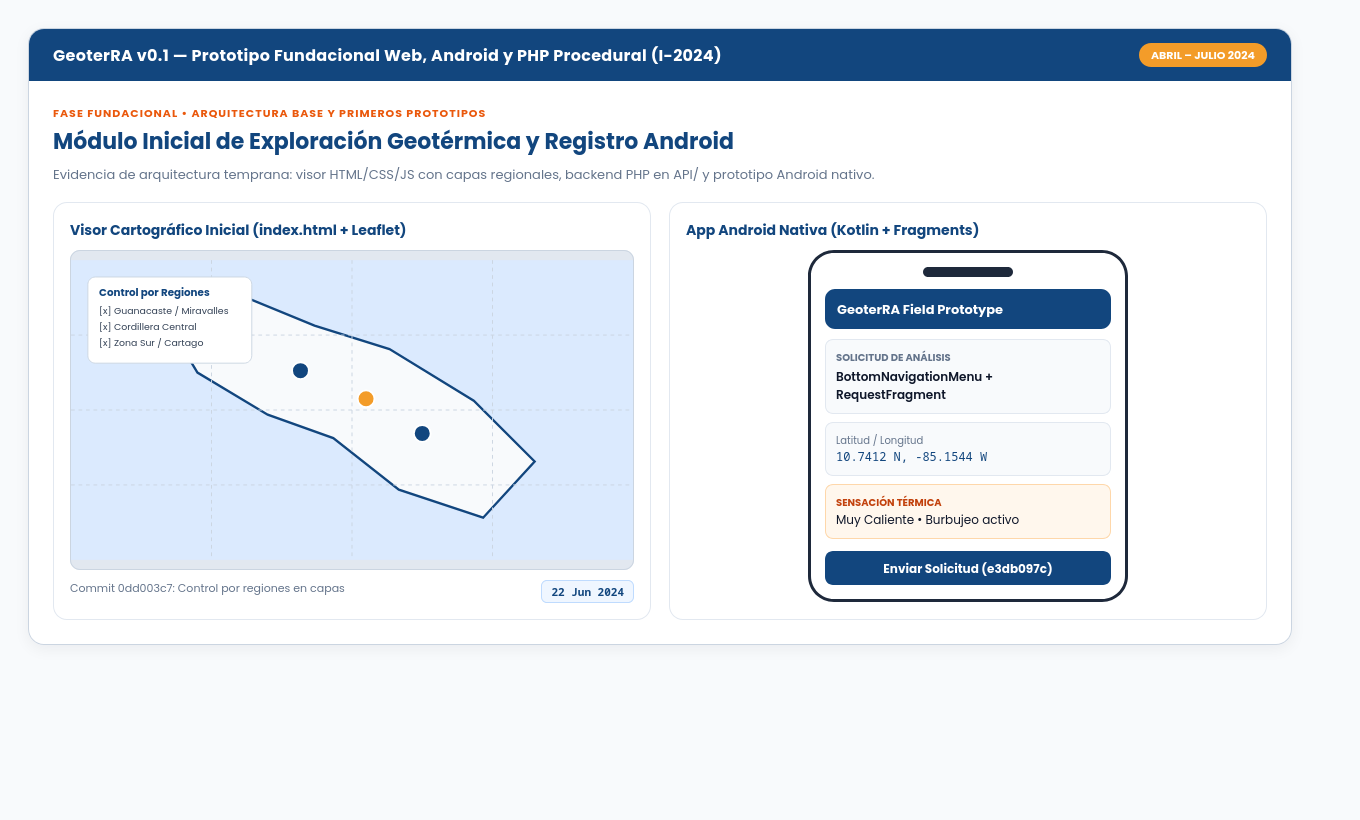 GeoterRA v0.1 — Prototipo Fundacional Web, Android y PHP Procedural (I-2024)
ABRIL – JULIO 2024
FASE FUNDACIONAL • ARQUITECTURA BASE Y PRIMEROS PROTOTIPOS
Módulo Inicial de Exploración Geotérmica y Registro Android
Evidencia de arquitectura temprana: visor HTML/CSS/JS con capas regionales, backend PHP en API/ y prototipo Android nativo.
Visor Cartográfico Inicial (index.html + Leaflet)
Control por Regiones
[x] Guanacaste / Miravalles
[x] Cordillera Central
[x] Zona Sur / Cartago
Commit 0dd003c7: Control por regiones en capas
22 Jun 2024
App Android Nativa (Kotlin + Fragments)
GeoterRA Field Prototype
SOLICITUD DE ANÁLISIS
BottomNavigationMenu +
RequestFragment
Latitud / Longitud
10.7412 N, -85.1544 W
SENSACIÓN TÉRMICA
Muy Caliente • Burbujeo activo
Enviar Solicitud (e3db097c)